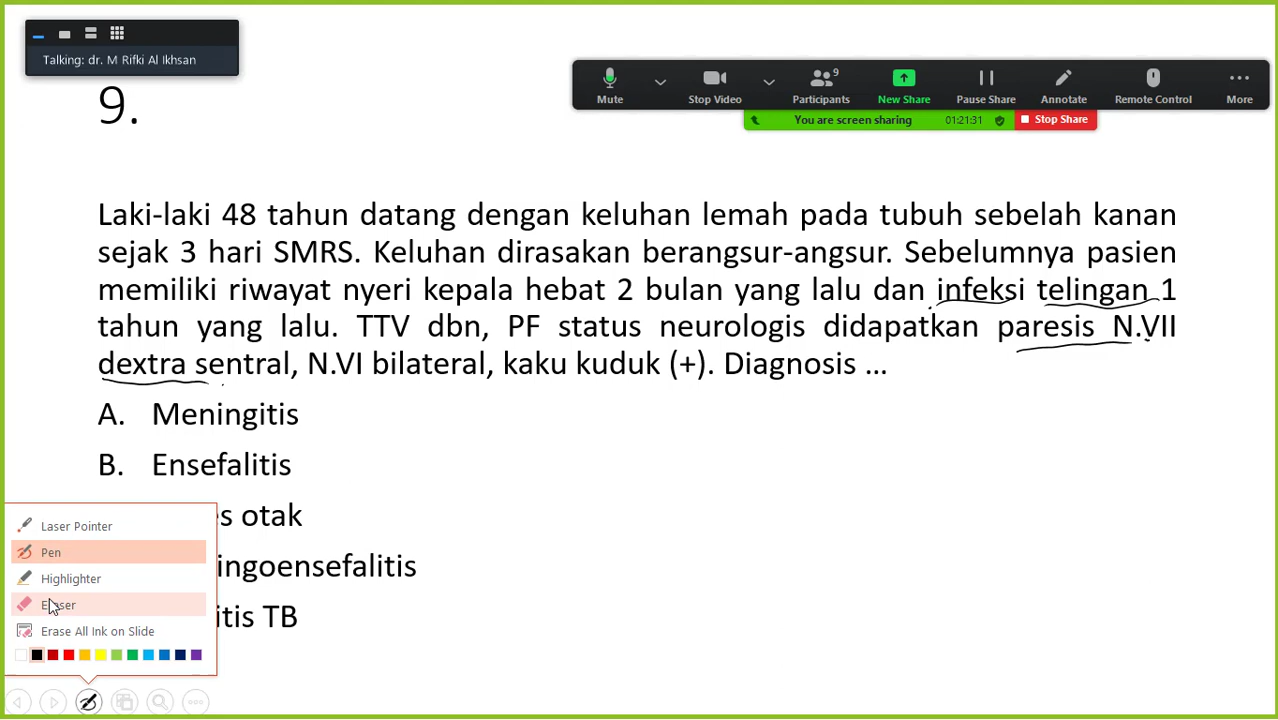 Talking: dr. M Rifki Al Ikhsan
Mute
Stop Video
9
Participants
New Share
Pause Share
Annotate
Remote Control
More
You are screen sharing
01:21:31
Stop Share
9.
Laki-laki 48 tahun datang dengan keluhan lemah pada tubuh sebelah kanan
sejak 3 hari SMRS. Keluhan dirasakan berangsur-angsur. Sebelumnya pasien
memiliki riwayat nyeri kepala hebat 2 bulan yang lalu dan infeksi telingan 1
tahun yang lalu. TTV dbn, PF status neurologis didapatkan paresis N.VII
dextra sentral, N.VI bilateral, kaku kuduk (+). Diagnosis ...
A. Meningitis
B. Ensefalitis
s otak
ingoensefalitis
itis TB
Laser Pointer
Pen
Highlighter
Eraser
Erase All Ink on Slide